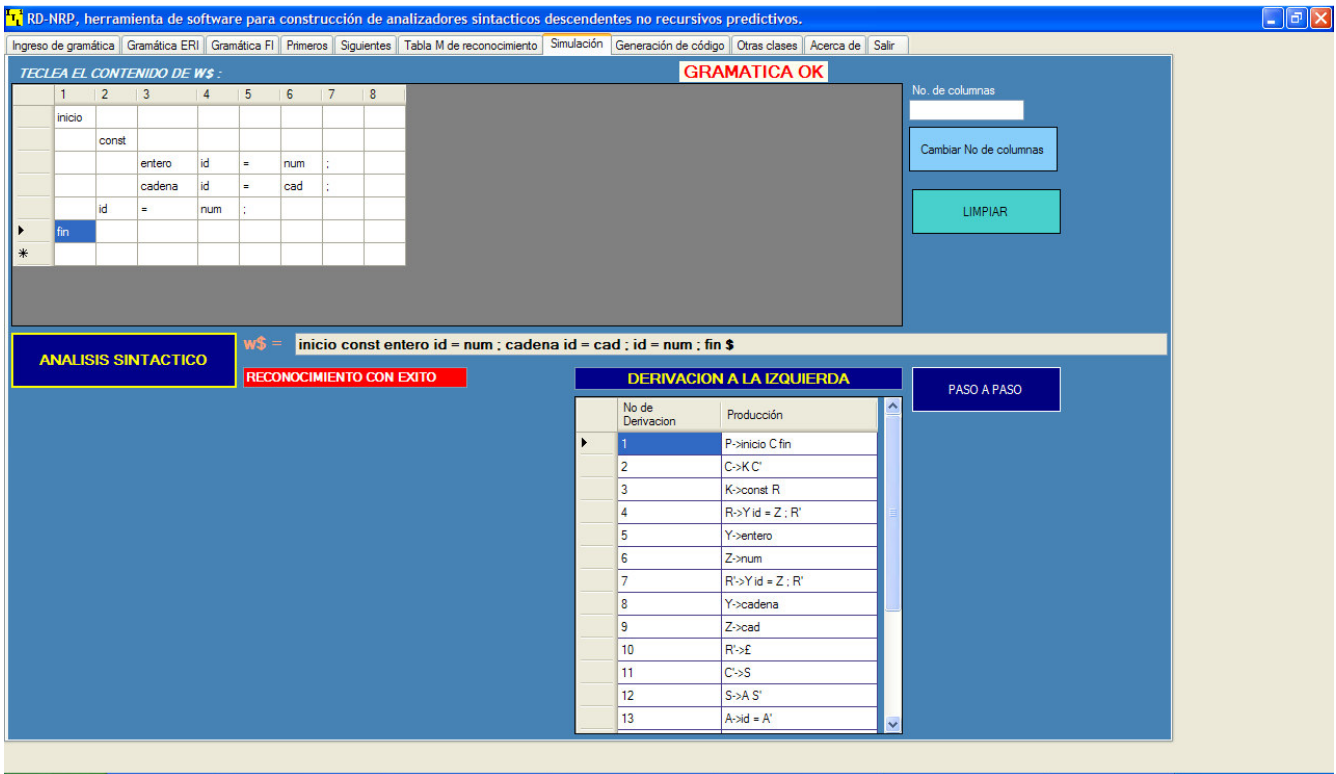 RD-NRP, herramienta de software para construcción de analizadores sintacticos descendentes no recursivos predictivos.
Ingreso de gramática Gramática ERI Gramática FI Primeros Siguientes Tabla M de reconocimiento Simulación Generación de código Otras clases Acerca de Salir
TECLEA EL CONTENIDO DE W$ :
GRAMATICA OK
No. de columnas
1 2 3 4 5 6 7 8
inicio
const
entero id = num ;
cadena id = cad ;
id = num ;
fin
Cambiar No de columnas
LIMPIAR
ANALISIS SINTACTICO
w$ = inicio const entero id = num ; cadena id = cad ; id = num ; fin $
RECONOCIMIENTO CON EXITO
DERIVACION A LA IZQUIERDA
PASO A PASO
No de
Derivacion
Producción
1 P->inicio C fin
2 C->K C'
3 K->const R
4 R->Y id = Z ; R'
5 Y->entero
6 Z->num
7 R'->Y id = Z ; R'
8 Y->cadena
9 Z->cad
10 R'->£
11 C'->S
12 S->A S'
13 A->id = A'